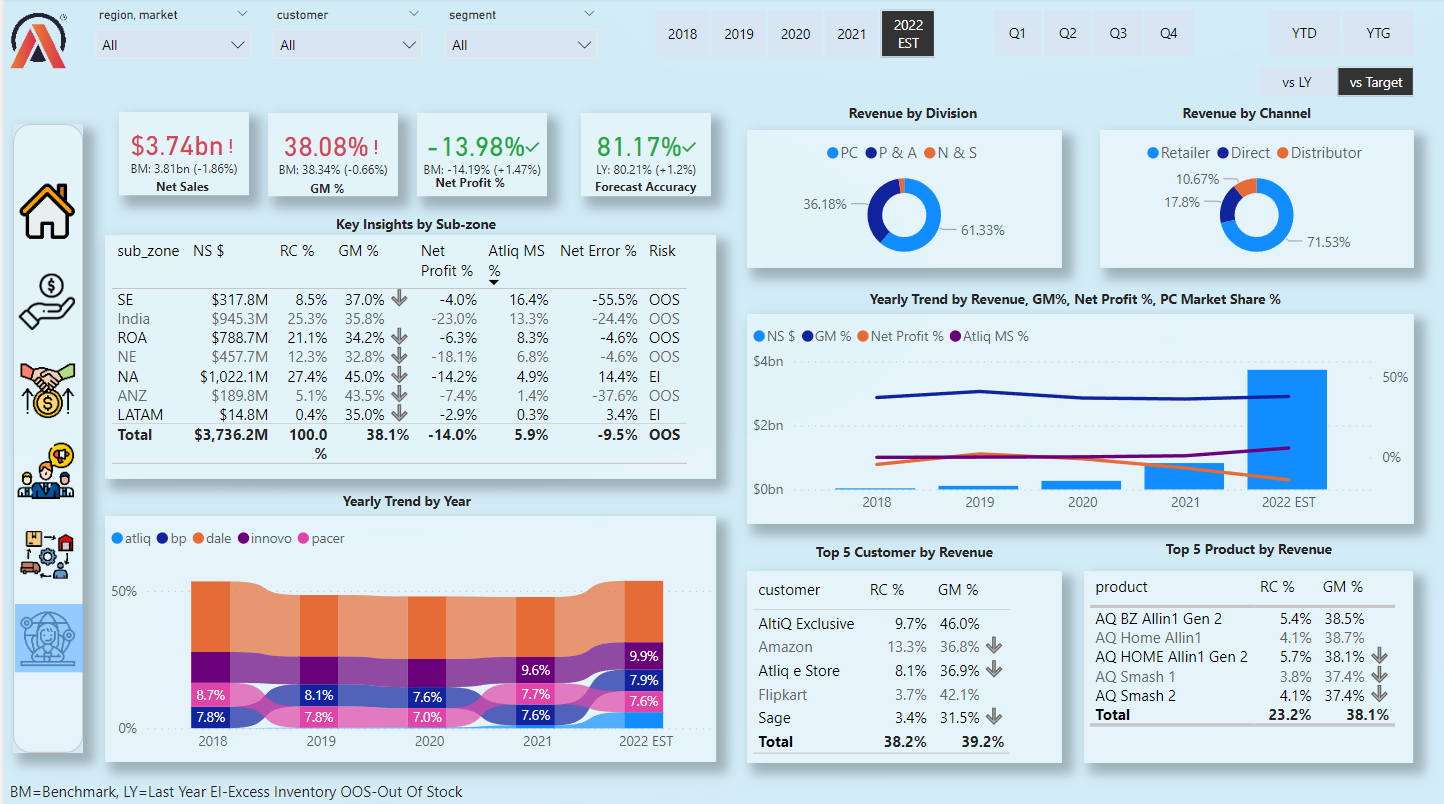 region, market customer segment
All All All
2018 2019 2020 2021 2022 EST
Q1 Q2 Q3 Q4
YTD YTG
vs LY vs Target
$3.74bn !
BM: 3.81bn (-1.86%)
Net Sales
38.08% !
BM: 38.34% (-0.66%)
GM %
-13.98%✓
BM: -14.19% (+1.47%)
Net Profit %
81.17%✓
LY: 80.21% (+1.2%)
Forecast Accuracy
Key Insights by Sub-zone
sub_zone NS $ RC % GM % Net Profit % Atliq MS % Net Error % Risk
SE $317.8M 8.5% 37.0% -4.0% 16.4% -55.5% OOS
India $945.3M 25.3% 35.8% -23.0% 13.3% -24.4% OOS
ROA $788.7M 21.1% 34.2% -6.3% 8.3% -4.6% OOS
NE $457.7M 12.3% 32.8% -18.1% 6.8% -4.6% OOS
NA $1,022.1M 27.4% 45.0% -14.2% 4.9% 14.4% EI
ANZ $189.8M 5.1% 43.5% -7.4% 1.4% -37.6% OOS
LATAM $14.8M 0.4% 35.0% -2.9% 0.3% 3.4% EI
Total $3,736.2M 100.0 % 38.1% -14.0% 5.9% -9.5% OOS
Yearly Trend by Year
atliq bp dale innovo pacer
50%
0%
8.7%
7.8%
8.1%
7.8%
7.6%
7.0%
9.6%
7.7%
7.6%
9.9%
7.9%
7.6%
2018 2019 2020 2021 2022 EST
Revenue by Division
PC P & A N & S
36.18%
61.33%
Revenue by Channel
Retailer Direct Distributor
10.67%
17.8%
71.53%
Yearly Trend by Revenue, GM%, Net Profit %, PC Market Share %
NS $ GM % Net Profit % Atliq MS %
$4bn
$2bn
$0bn
50%
0%
2018 2019 2020 2021 2022 EST
Top 5 Customer by Revenue
customer RC % GM %
AltiQ Exclusive 9.7% 46.0%
Amazon 13.3% 36.8%
Atliq e Store 8.1% 36.9%
Flipkart 3.7% 42.1%
Sage 3.4% 31.5%
Total 38.2% 39.2%
Top 5 Product by Revenue
product RC % GM %
AQ BZ Allin1 Gen 2 5.4% 38.5%
AQ Home Allin1 4.1% 38.7%
AQ HOME Allin1 Gen 2 5.7% 38.1%
AQ Smash 1 3.8% 37.4%
AQ Smash 2 4.1% 37.4%
Total 23.2% 38.1%
BM=Benchmark, LY=Last Year EI-Excess Inventory OOS-Out Of Stock